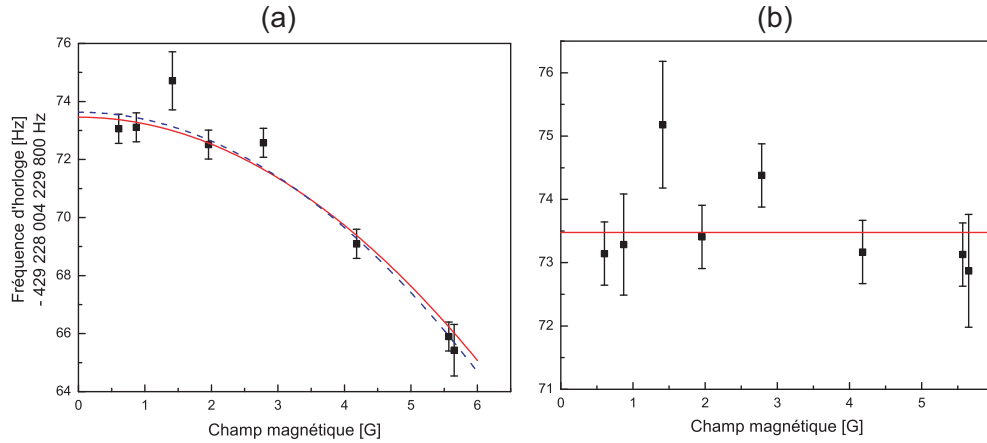 (a)
(b)
Fréquence d'horloge [Hz]
- 429 228 004 229 800 Hz
76
74
72
70
68
66
64
0 1 2 3 4 5 6
Champ magnétique [G]
76
75
74
73
72
71
0 1 2 3 4 5
Champ magnétique [G]